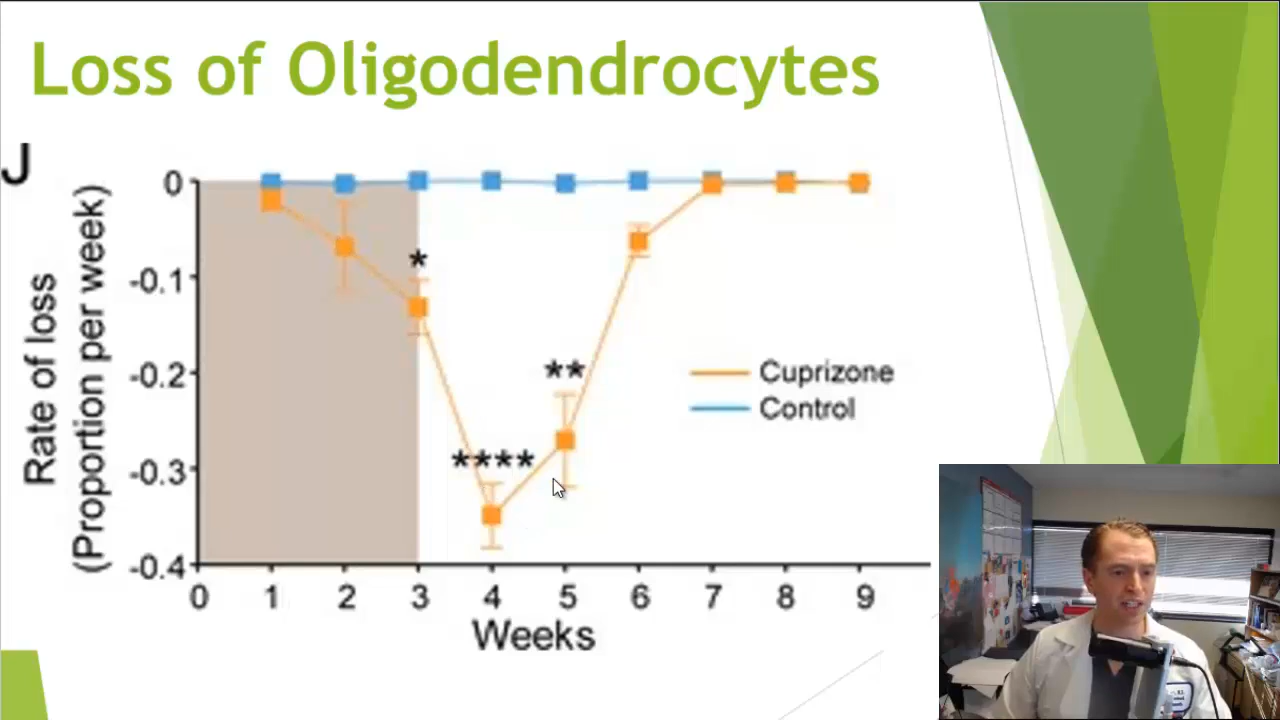 Loss of Oligodendrocytes
J
Rate of loss
(Proportion per week)
0
-0.1
-0.2
-0.3
-0.4
*
****
**
Cuprizone
Control
0 1 2 3 4 5 6 7 8 9
Weeks